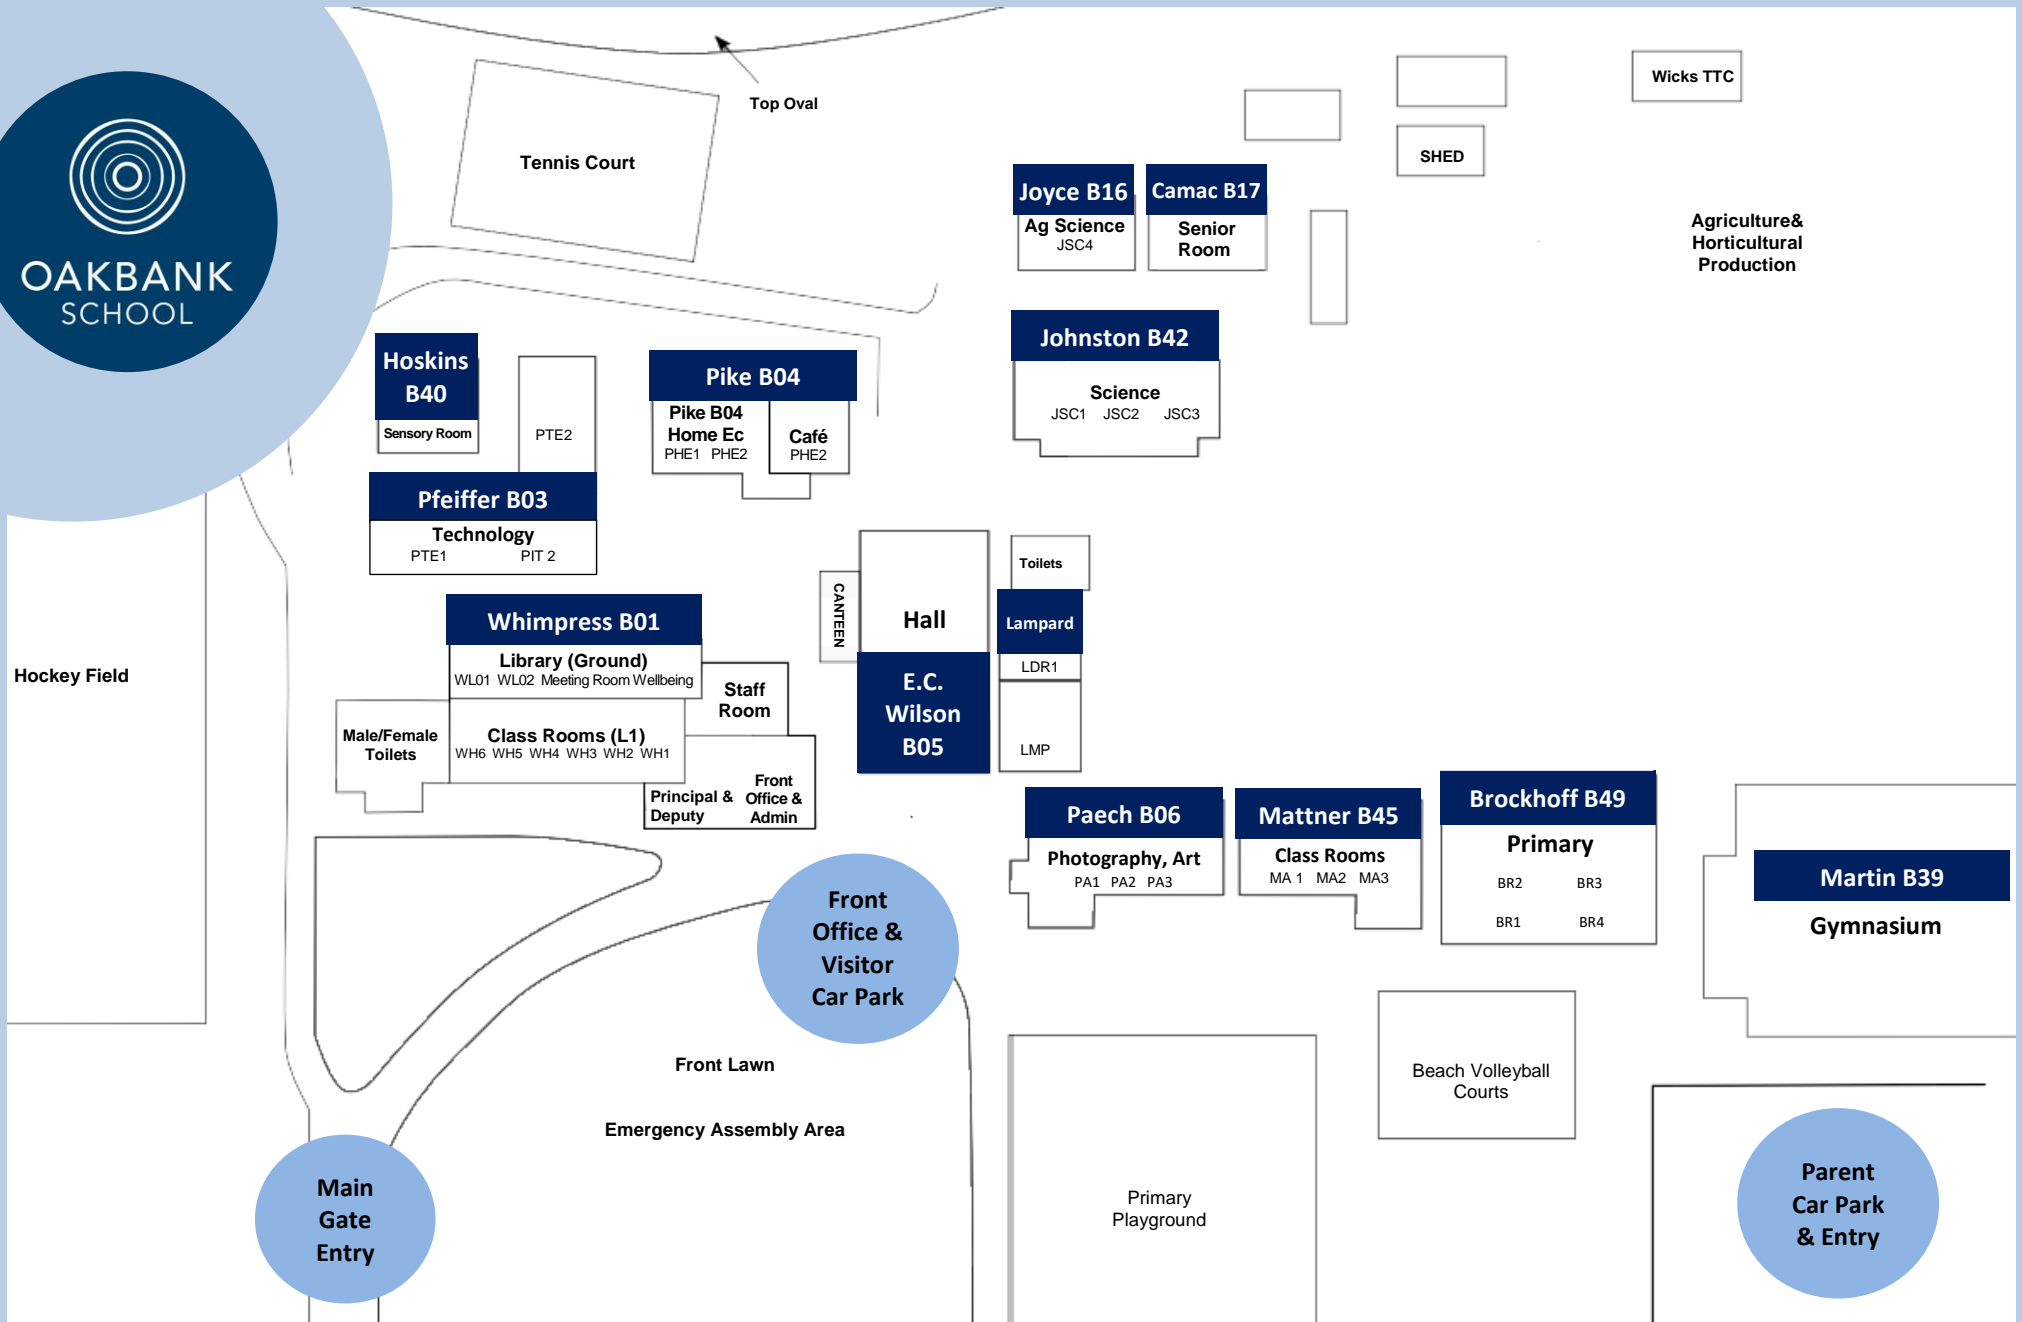 OAKBANK
SCHOOL
Top Oval
Tennis Court
Wicks TTC
SHED
Agriculture&
Horticultural
Production
Joyce B16
Ag Science
JSC4
Camac B17
Senior
Room
Johnston B42
Science
JSC1 JSC2 JSC3
Hoskins
B40
Sensory Room
PTE2
Pike B04
Pike B04
Home Ec
PHE1 PHE2
Café
PHE2
Pfeiffer B03
Technology
PTE1 PIT 2
Whimpress B01
Library (Ground)
WL01 WL02 Meeting Room Wellbeing
Class Rooms (L1)
WH6 WH5 WH4 WH3 WH2 WH1
Male/Female
Toilets
Staff
Room
Principal &
Deputy
Front
Office &
Admin
CANTEEN
Hall
E.C.
Wilson
B05
Toilets
Lampard
LDR1
LMP
Hockey Field
Paech B06
Photography, Art
PA1 PA2 PA3
Mattner B45
Class Rooms
MA 1 MA2 MA3
Brockhoff B49
Primary
BR2 BR3
BR1 BR4
Martin B39
Gymnasium
Front
Office &
Visitor
Car Park
Front Lawn
Emergency Assembly Area
Beach Volleyball
Courts
Primary
Playground
Main
Gate
Entry
Parent
Car Park
& Entry